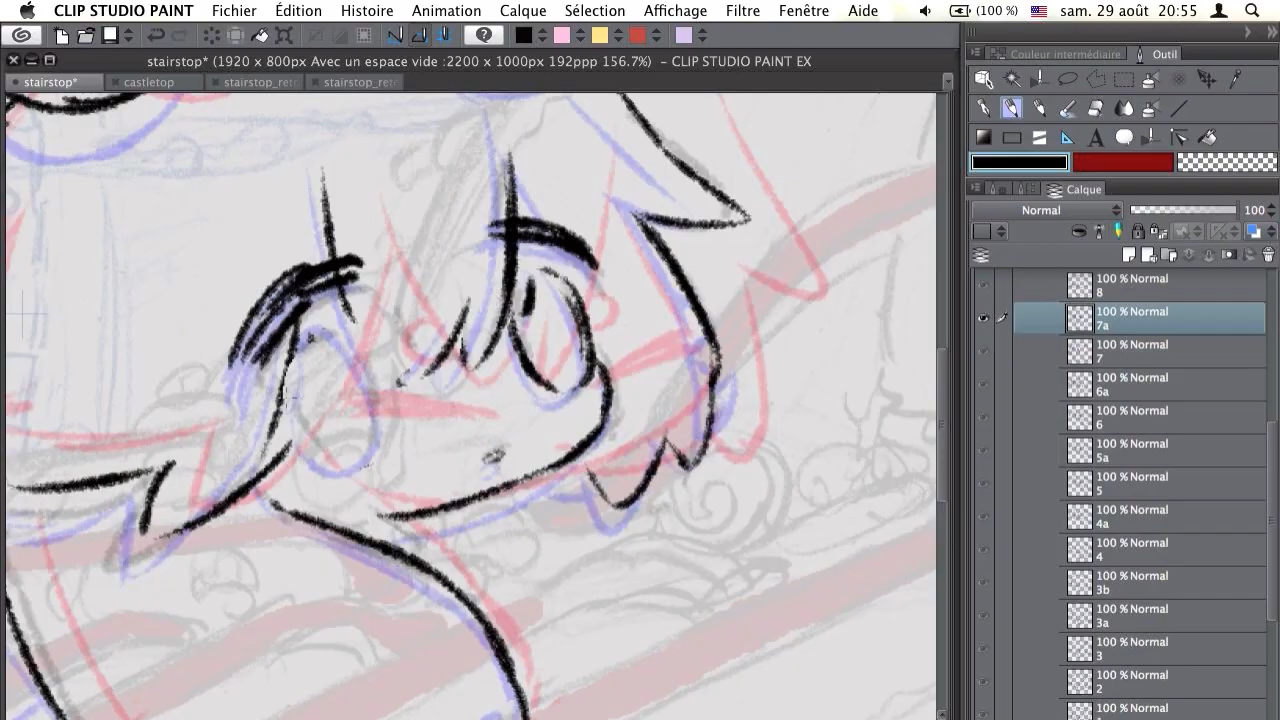 CLIP STUDIO PAINT Fichier Édition Histoire Animation Calque Sélection Affichage Filtre Fenêtre Aide (100 %) sam. 29 août 20:55
stairstop* (1920 x 800px Avec un espace vide :2200 x 1000px 192ppp 156.7%) - CLIP STUDIO PAINT EX
Couleur intermédiaire Outil
stairstop* castletop stairstop_retc stairstop_retc
A
Calque
Normal 100
100 % Normal
8
100 % Normal
7a
100 % Normal
7
100 % Normal
6a
100 % Normal
6
100 % Normal
5a
100 % Normal
5
100 % Normal
4a
100 % Normal
4
100 % Normal
3b
100 % Normal
3a
100 % Normal
3
100 % Normal
2
100 % Normal